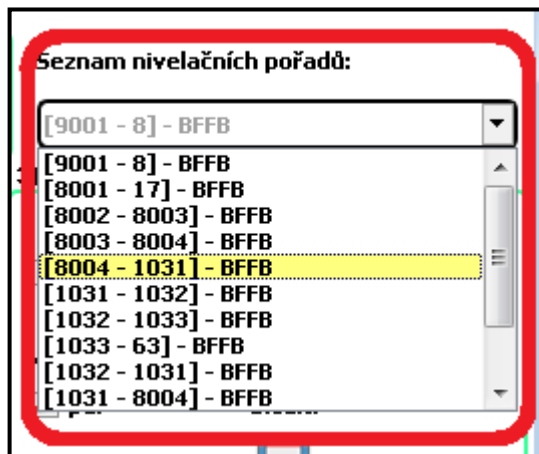 Seznam nivelačních pořadů:
[9001 - 8] - BFFB
[9001 - 8] - BFFB
[8001 - 17] - BFFB
[8002 - 8003] - BFFB
[8003 - 8004] - BFFB
[8004 - 1031] - BFFB
[1031 - 1032] - BFFB
[1032 - 1033] - BFFB
[1033 - 63] - BFFB
[1032 - 1031] - BFFB
[1031 - 8004] - BFFB